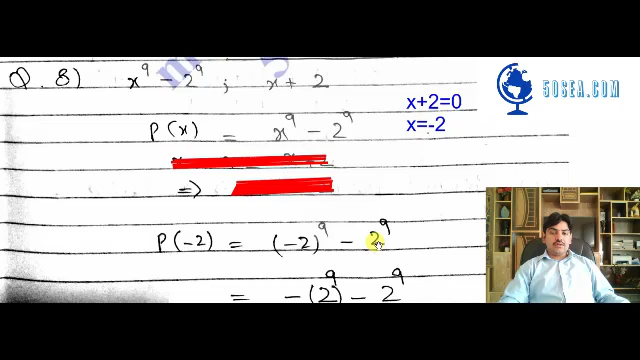 Q. 8) x⁹ - 2⁹ ; x + 2
50SEA.COM
x+2=0
P(x) = x⁹ - 2⁹
x=-2
⇒
P(-2) = (-2)⁹ - 2⁹
= -(2)⁹ - 2⁹